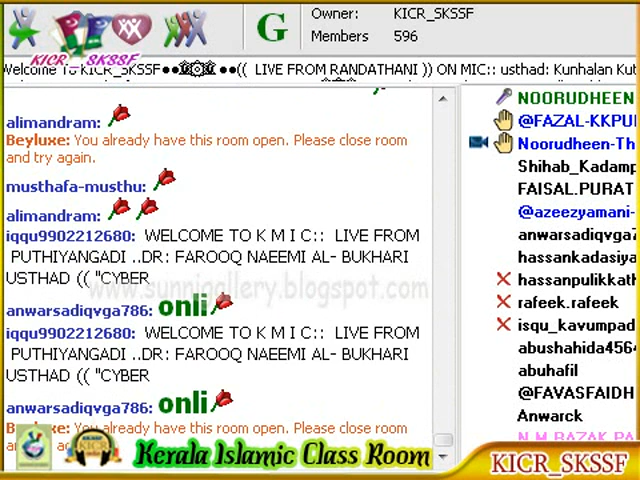 Owner: KICR_SKSSF
G
Members 596
KICR_SKSSF
Welcome To KICR_SKSSF●●۞●●(( LIVE FROM RANDATHANI )) ON MIC:: usthad: Kunhalan Kut
alimandram:
Beyluxe: You already have this room open. Please close room
and try again.
musthafa-musthu:
alimandram:
iqqu9902212680: WELCOME TO K M I C:: LIVE FROM
PUTHIYANGADI ..DR: FAROOQ NAEEMI AL- BUKHARI
USTHAD (( "CYBER
www.sunnigallery.blogspot.com
anwarsadiqvga786: onli
iqqu9902212680: WELCOME TO K M I C:: LIVE FROM
PUTHIYANGADI ..DR: FAROOQ NAEEMI AL- BUKHARI
USTHAD (( "CYBER
anwarsadiqvga786: onli
Beyluxe: You already have this room open. Please close room
NOORUDHEEN
@FAZAL-KKPU
Noorudheen-Th
Shihab_Kadamp
FAISAL.PURAT
@azeezyamani-
anwarsadiqvga7
hassankadasiya
hassanpulikkath
rafeek.rafeek
isqu_kavumpad
abushahida4564
abuhafil
@FAVASFAIDH
Anwarck
N.M.RAZAK.PA
KICR
Kerala Islamic Class Room
KICR_SKSSF